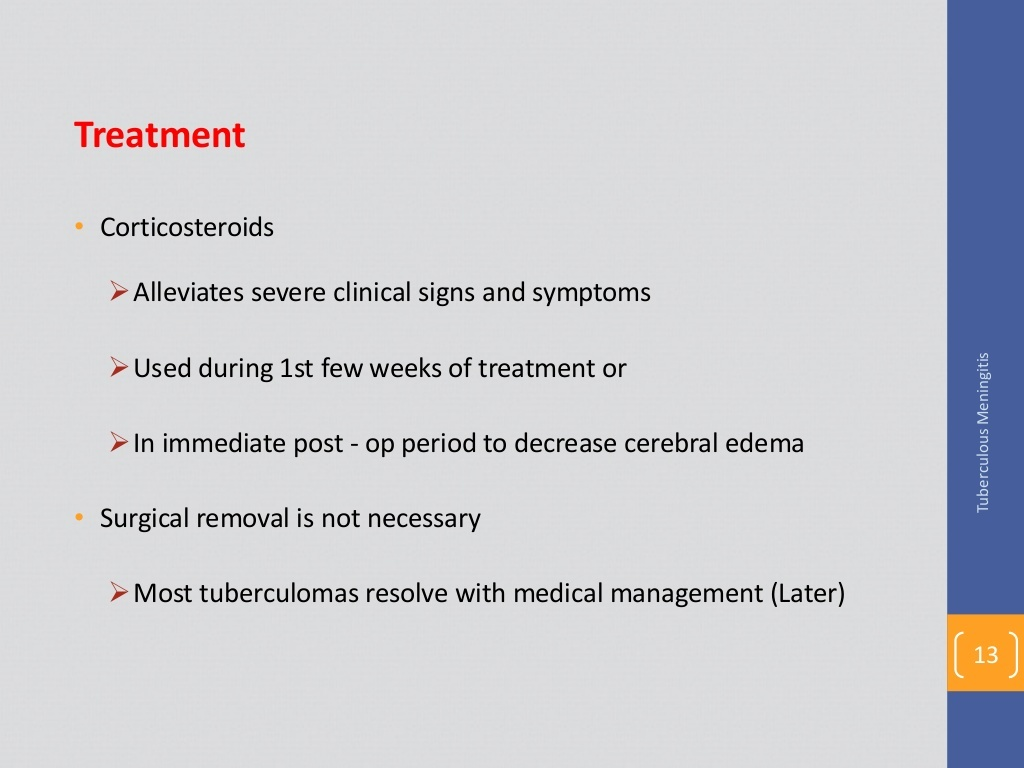 Treatment
• Corticosteroids
➢Alleviates severe clinical signs and symptoms
➢Used during 1st few weeks of treatment or
➢In immediate post - op period to decrease cerebral edema
• Surgical removal is not necessary
➢Most tuberculomas resolve with medical management (Later)
Tuberculous Meningitis
13